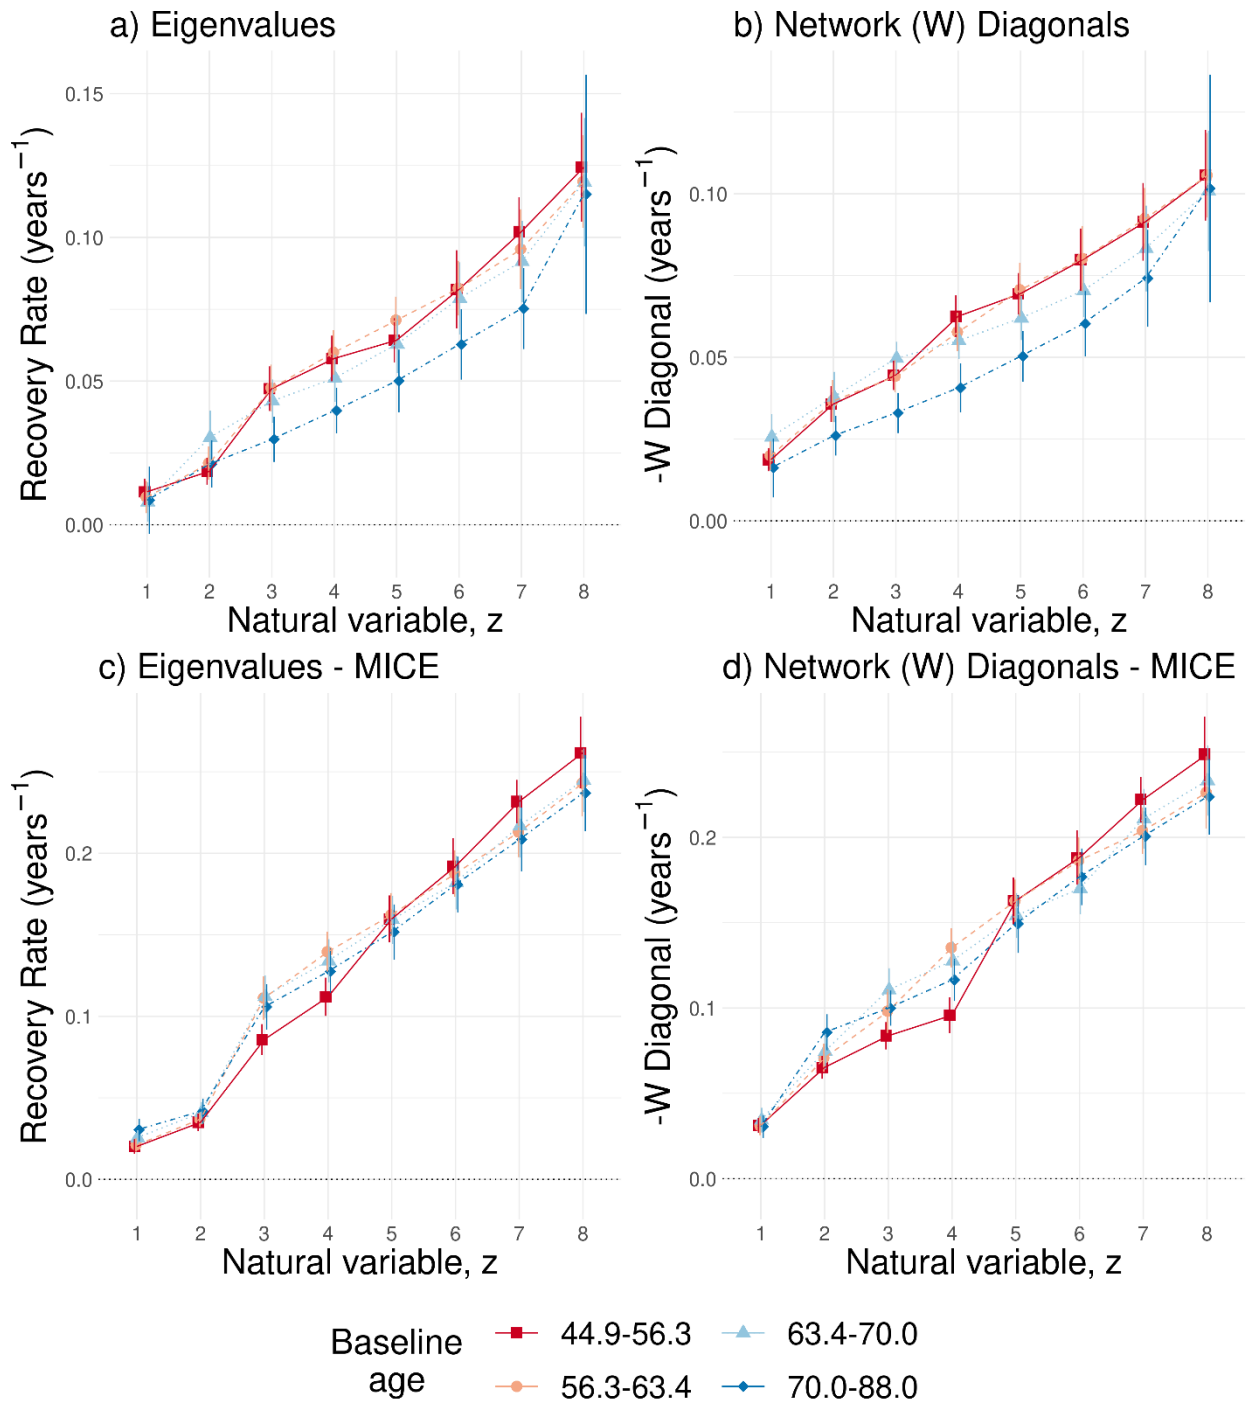 a) Eigenvalues
b) Network (W) Diagonals
Recovery Rate (years⁻¹)
0.15
0.10
0.05
0.00
1 2 3 4 5 6 7 8
Natural variable, z
-W Diagonal (years⁻¹)
0.10
0.05
0.00
1 2 3 4 5 6 7 8
Natural variable, z
c) Eigenvalues - MICE
d) Network (W) Diagonals - MICE
Recovery Rate (years⁻¹)
0.2
0.1
0.0
1 2 3 4 5 6 7 8
Natural variable, z
-W Diagonal (years⁻¹)
0.2
0.1
0.0
1 2 3 4 5 6 7 8
Natural variable, z
Baseline
age
44.9-56.3
56.3-63.4
63.4-70.0
70.0-88.0